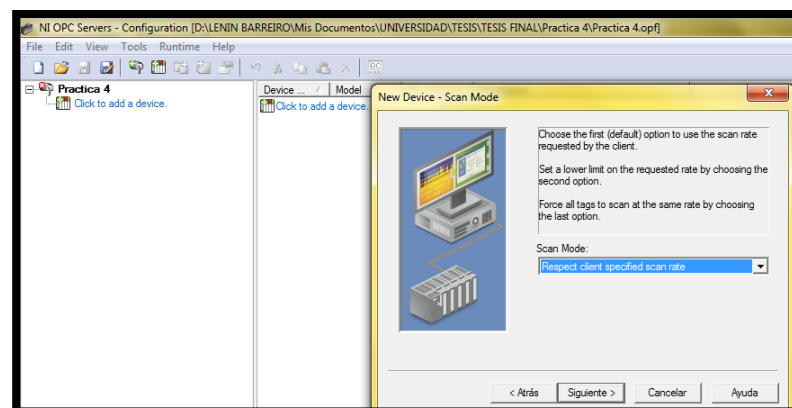 NI OPC Servers - Configuration [D:\LENIN BARREIRO\Mis Documentos\UNIVERSIDAD\TESIS\TESIS FINAL\Practica 4\Practica 4.opf]
File Edit View Tools Runtime Help
Practica 4
Click to add a device.
Device ... Model
Click to add a device.
New Device - Scan Mode
Choose the first (default) option to use the scan rate
requested by the client.
Set a lower limit on the requested rate by choosing the
second option.
Force all tags to scan at the same rate by choosing
the last option.
Scan Mode:
Respect client specified scan rate
< Atrás Siguiente > Cancelar Ayuda